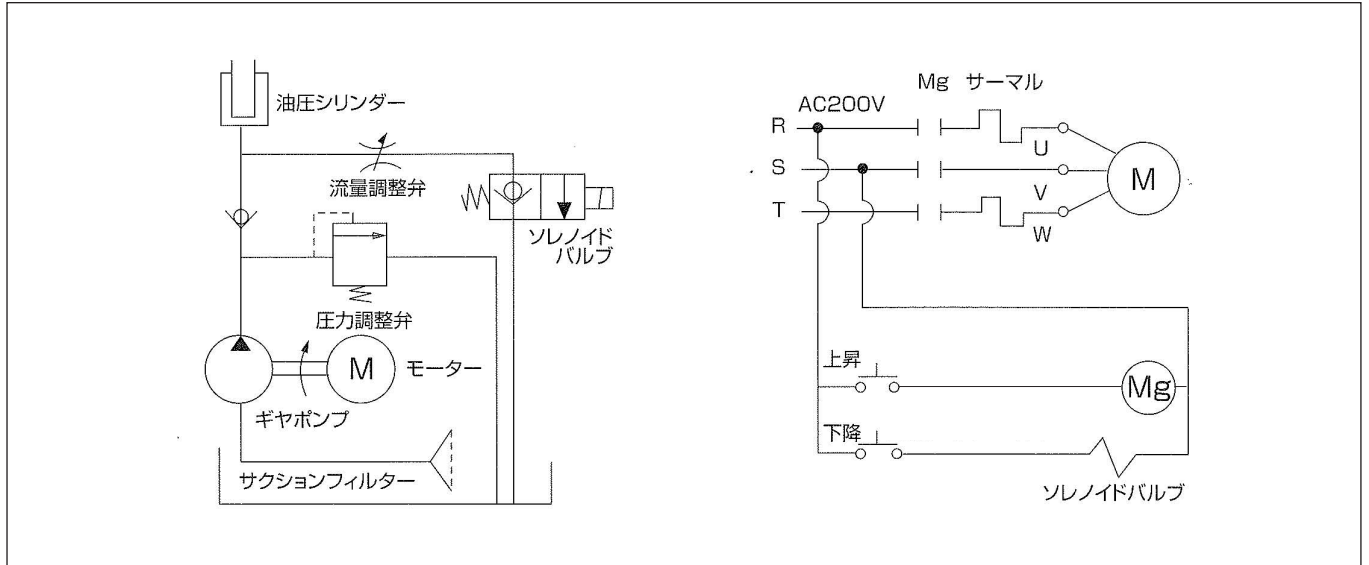 油圧シリンダー
流量調整弁
ソレノイド
バルブ
圧力調整弁
M
モーター
ギヤポンプ
サクションフィルター
Mg サーマル
AC200V
R
U
S
V
M
T
W
上昇
Mg
下降
ソレノイドバルブ